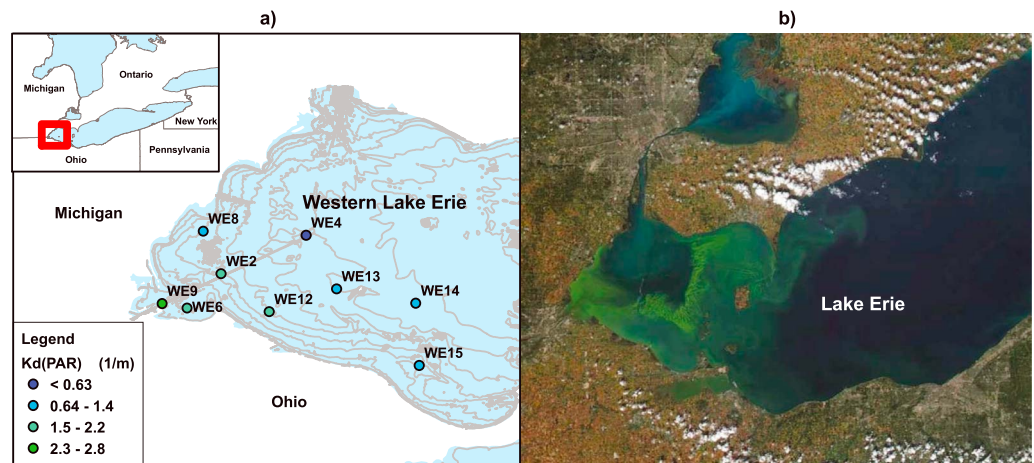 a)
b)
Ontario
Michigan
New York
Pennsylvania
Ohio
Michigan
Western Lake Erie
WE8
WE4
WE2
WE13
WE9
WE6
WE12
WE14
WE15
Ohio
Legend
Kd(PAR) (1/m)
< 0.63
0.64 - 1.4
1.5 - 2.2
2.3 - 2.8
Lake Erie